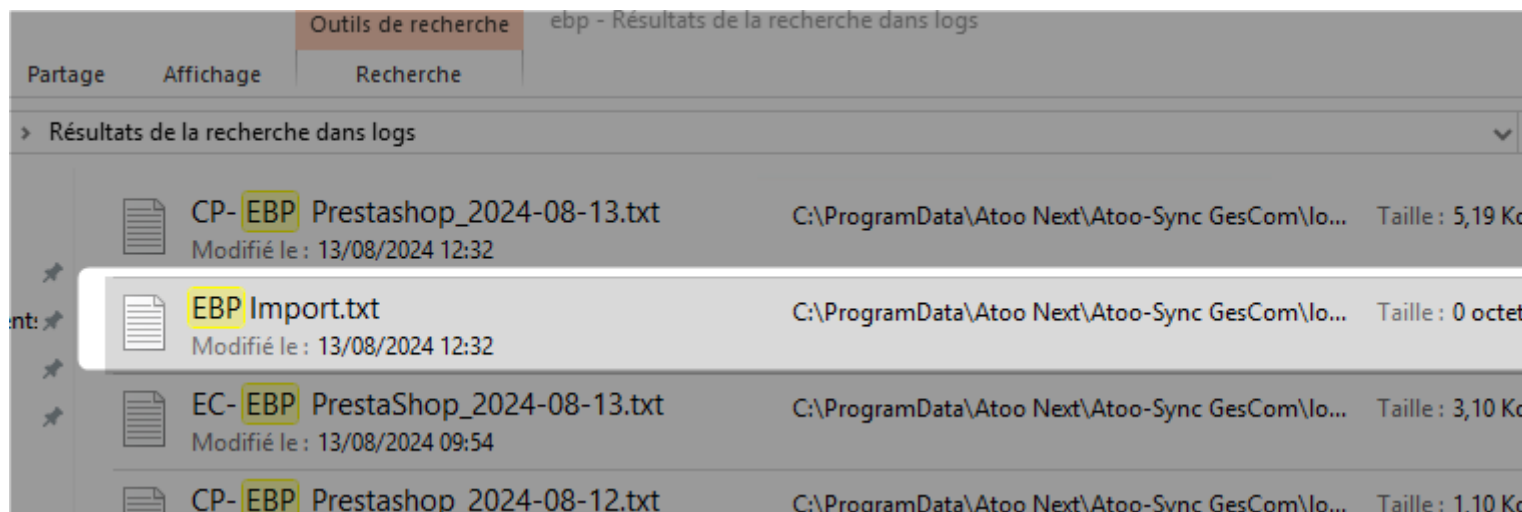 Outils de recherche ebp - Résultats de la recherche dans logs
Partage Affichage Recherche
> Résultats de la recherche dans logs
CP- EBP Prestashop_2024-08-13.txt C:\ProgramData\Atoo Next\Atoo-Sync GesCom\lo... Taille : 5,19 Ko
Modifié le : 13/08/2024 12:32
EBP Import.txt C:\ProgramData\Atoo Next\Atoo-Sync GesCom\lo... Taille : 0 octet
nt: Modifié le : 13/08/2024 12:32
EC- EBP PrestaShop_2024-08-13.txt C:\ProgramData\Atoo Next\Atoo-Sync GesCom\lo... Taille : 3,10 Ko
Modifié le : 13/08/2024 09:54
CP- EBP Prestashop_2024-08-12.txt C:\ProgramData\Atoo Next\Atoo-Sync GesCom\lo... Taille : 1,10 Ko